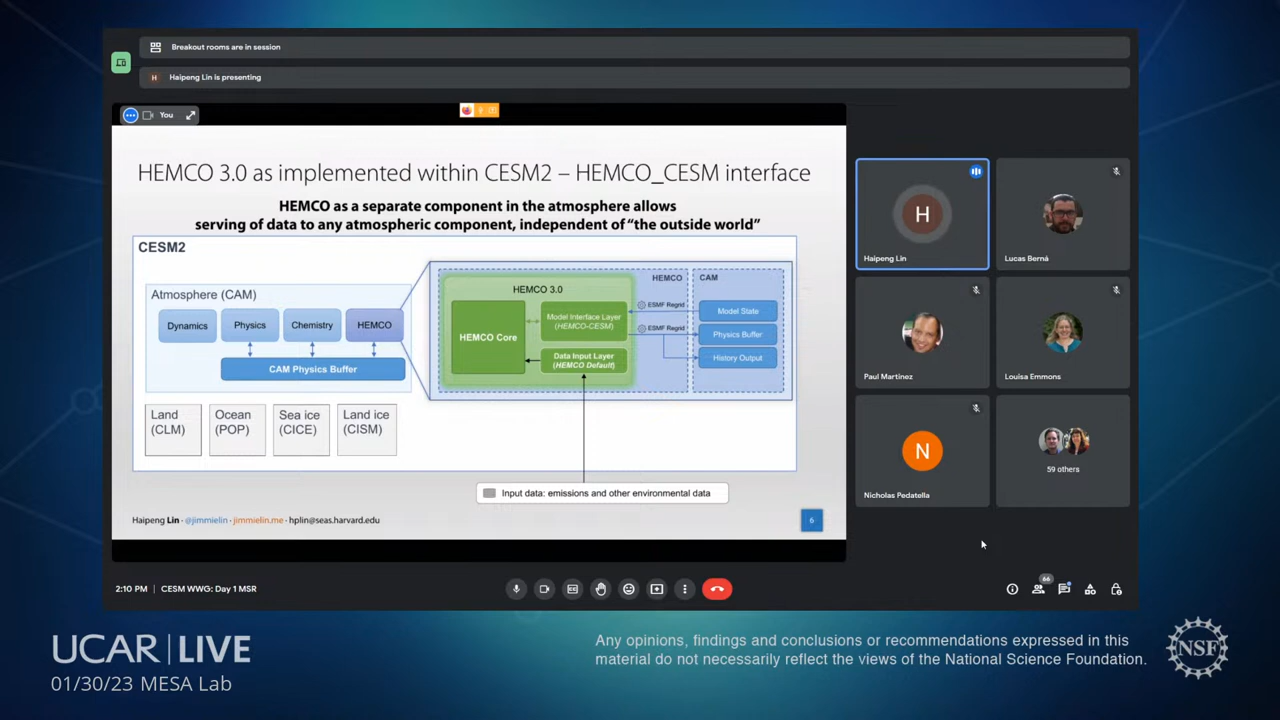 Breakout rooms are in session
H
Haipeng Lin is presenting
You
HEMCO 3.0 as implemented within CESM2 – HEMCO_CESM interface
HEMCO as a separate component in the atmosphere allows
serving of data to any atmospheric component, independent of “the outside world”
CESM2
Atmosphere (CAM)
Dynamics
Physics
Chemistry
HEMCO
CAM Physics Buffer
Land
(CLM)
Ocean
(POP)
Sea ice
(CICE)
Land ice
(CISM)
HEMCO
CAM
HEMCO 3.0
HEMCO Core
Model Interface Layer
(HEMCO-CESM)
Data Input Layer
(HEMCO Default)
ESMF Regrid
ESMF Regrid
Model State
Physics Buffer
History Output
Input data: emissions and other environmental data
Haipeng Lin · @jimmielin · jimmielin.me · hplin@seas.harvard.edu
6
H
Haipeng Lin
Lucas Berná
Paul Martinez
Louisa Emmons
N
Nicholas Pedatella
59 others
2:10 PM | CESM WWG: Day 1 MSR
66
UCAR | LIVE
01/30/23 MESA Lab
Any opinions, findings and conclusions or recommendations expressed in this
material do not necessarily reflect the views of the National Science Foundation.
NSF